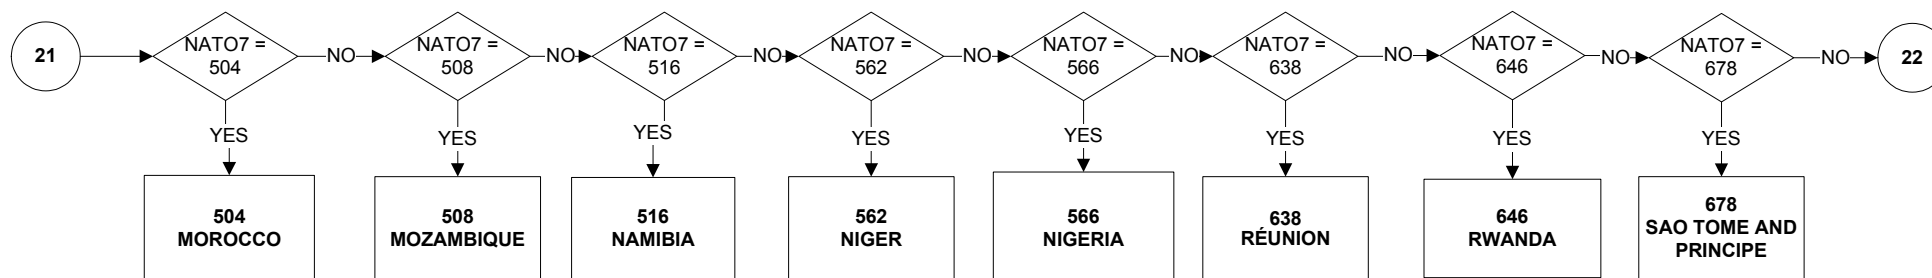 21
NATO7 =
504
NO
NATO7 =
508
NO
NATO7 =
516
NO
NATO7 =
562
NO
NATO7 =
566
NO
NATO7 =
638
NO
NATO7 =
646
NO
NATO7 =
678
NO
22
YES
YES
YES
YES
YES
YES
YES
YES
504
MOROCCO
508
MOZAMBIQUE
516
NAMIBIA
562
NIGER
566
NIGERIA
638
RÉUNION
646
RWANDA
678
SAO TOME AND
PRINCIPE